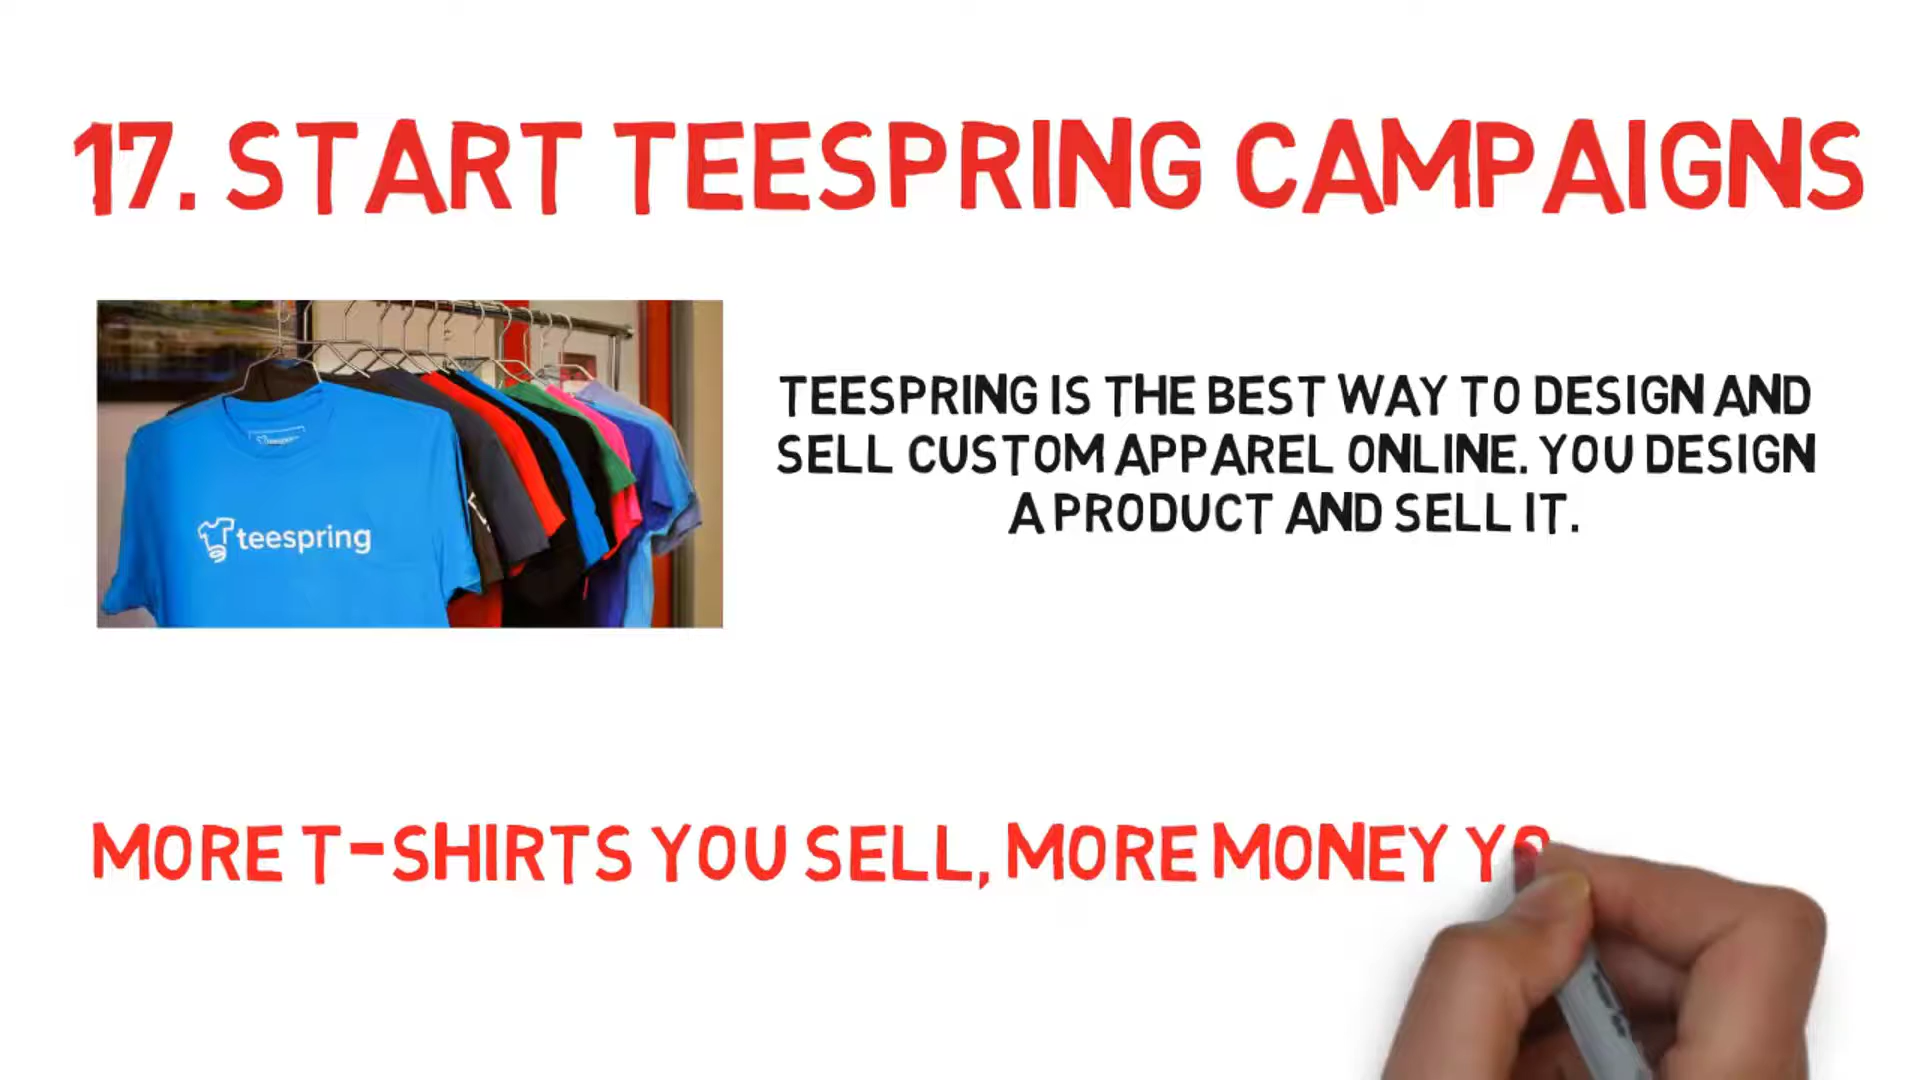 17. START TEESPRING CAMPAIGNS
teespring
TEESPRING IS THE BEST WAY TO DESIGN AND
SELL CUSTOM APPAREL ONLINE. YOU DESIGN
A PRODUCT AND SELL IT.
MORE T-SHIRTS YOU SELL, MORE MONEY YO